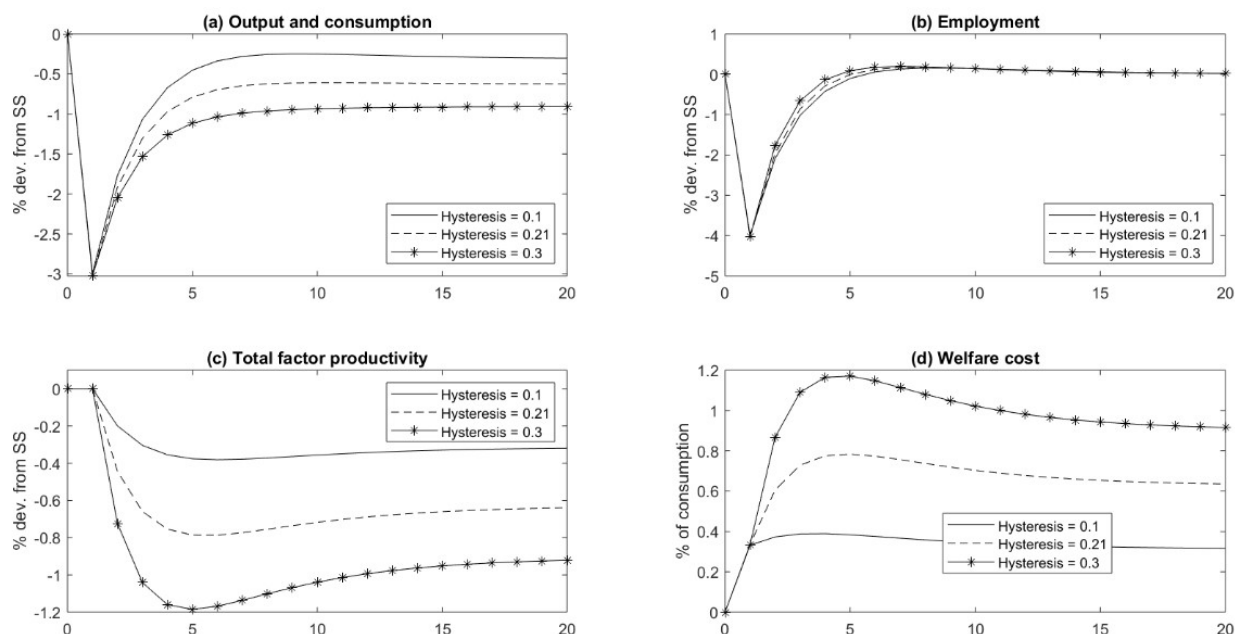 (a) Output and consumption
% dev. from SS
0
-0.5
-1
-1.5
-2
-2.5
-3
0 5 10 15 20
Hysteresis = 0.1
Hysteresis = 0.21
Hysteresis = 0.3
(b) Employment
% dev. from SS
1
0
-1
-2
-3
-4
-5
0 5 10 15 20
Hysteresis = 0.1
Hysteresis = 0.21
Hysteresis = 0.3
(c) Total factor productivity
% dev. from SS
0
-0.2
-0.4
-0.6
-0.8
-1
-1.2
0 5 10 15 20
Hysteresis = 0.1
Hysteresis = 0.21
Hysteresis = 0.3
(d) Welfare cost
% of consumption
1.2
1
0.8
0.6
0.4
0.2
0
0 5 10 15 20
Hysteresis = 0.1
Hysteresis = 0.21
Hysteresis = 0.3